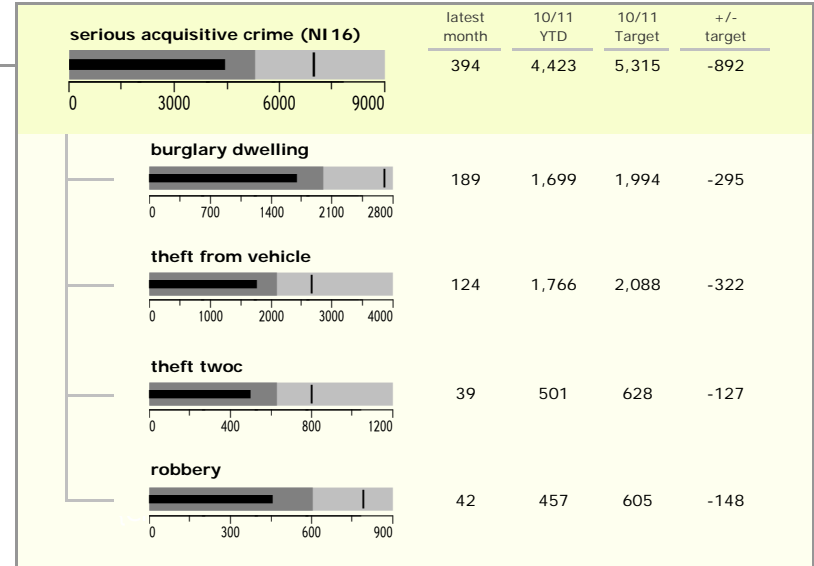 latest 10/11 10/11 +/-
month YTD Target target
serious acquisitive crime (NI16)
394 4,423 5,315 -892
0 3000 6000 9000
burglary dwelling
189 1,699 1,994 -295
0 700 1400 2100 2800
theft from vehicle
124 1,766 2,088 -322
0 1000 2000 3000 4000
theft twoc
39 501 628 -127
0 400 800 1200
robbery
42 457 605 -148
0 300 600 900